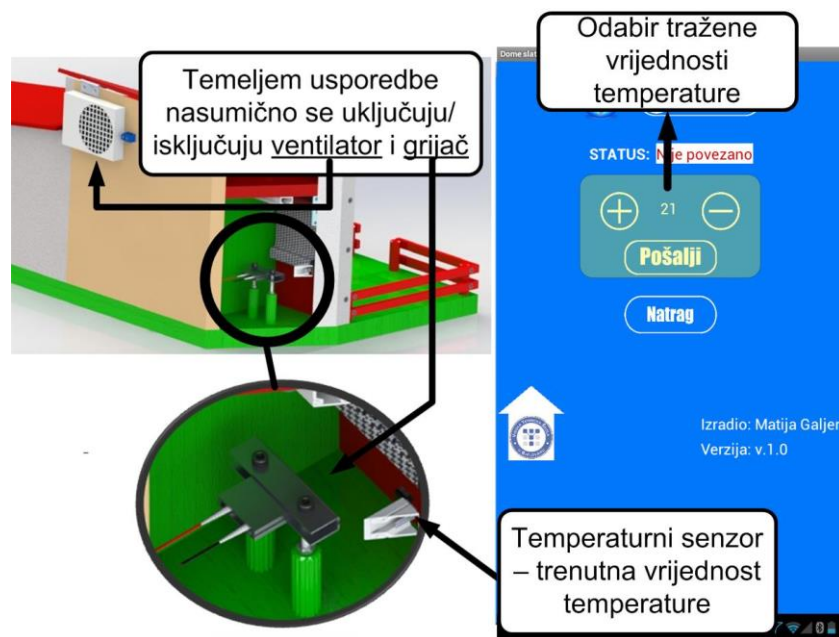 Temeljem usporedbe
nasumično se uključuju/
isključuju ventilator i grijač
Odabir tražene
vrijednosti
temperature
STATUS: Nije povezano
21
Pošalji
Natrag
Izradio: Matija Galjer
Verzija: v.1.0
Temperaturni senzor
– trenutna vrijednost
temperature